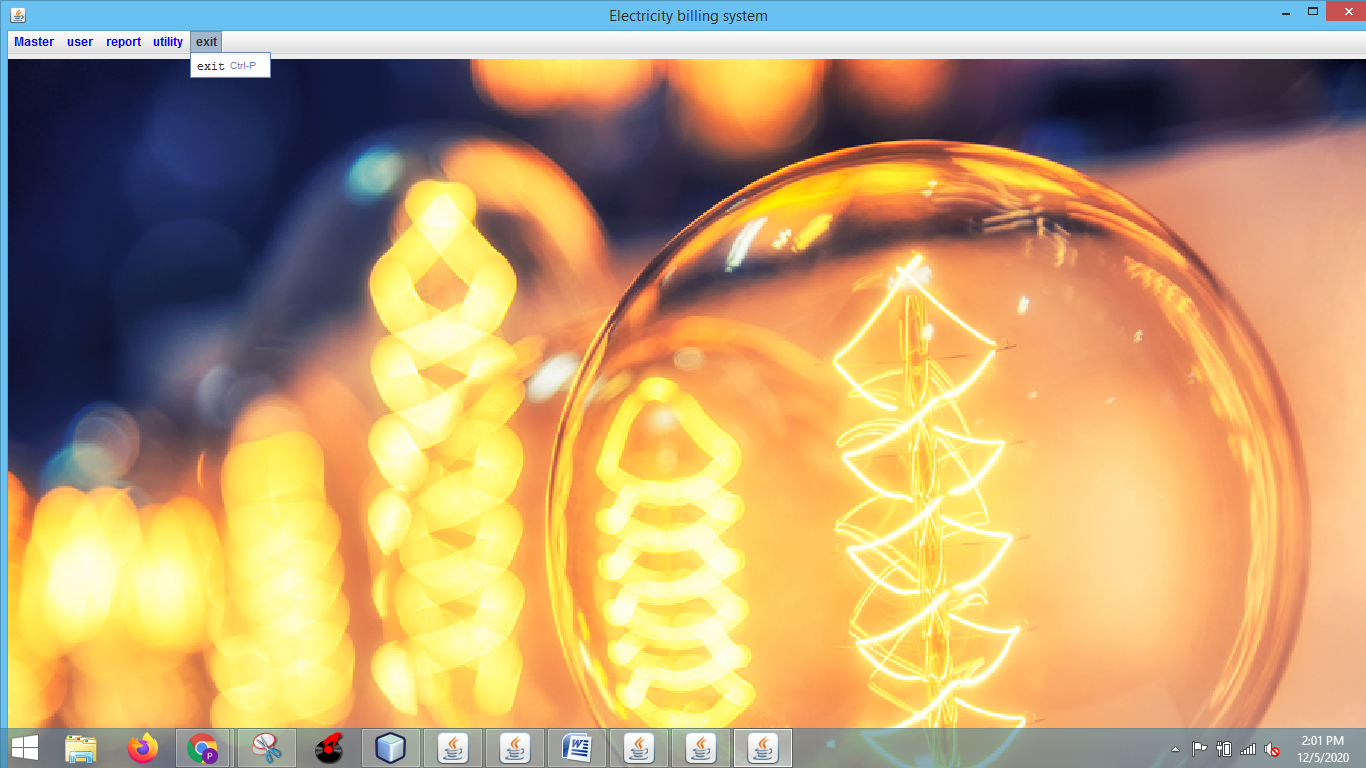 Electricity billing system
Master user report utility exit
exit Ctrl-P
2:01 PM
12/5/2020